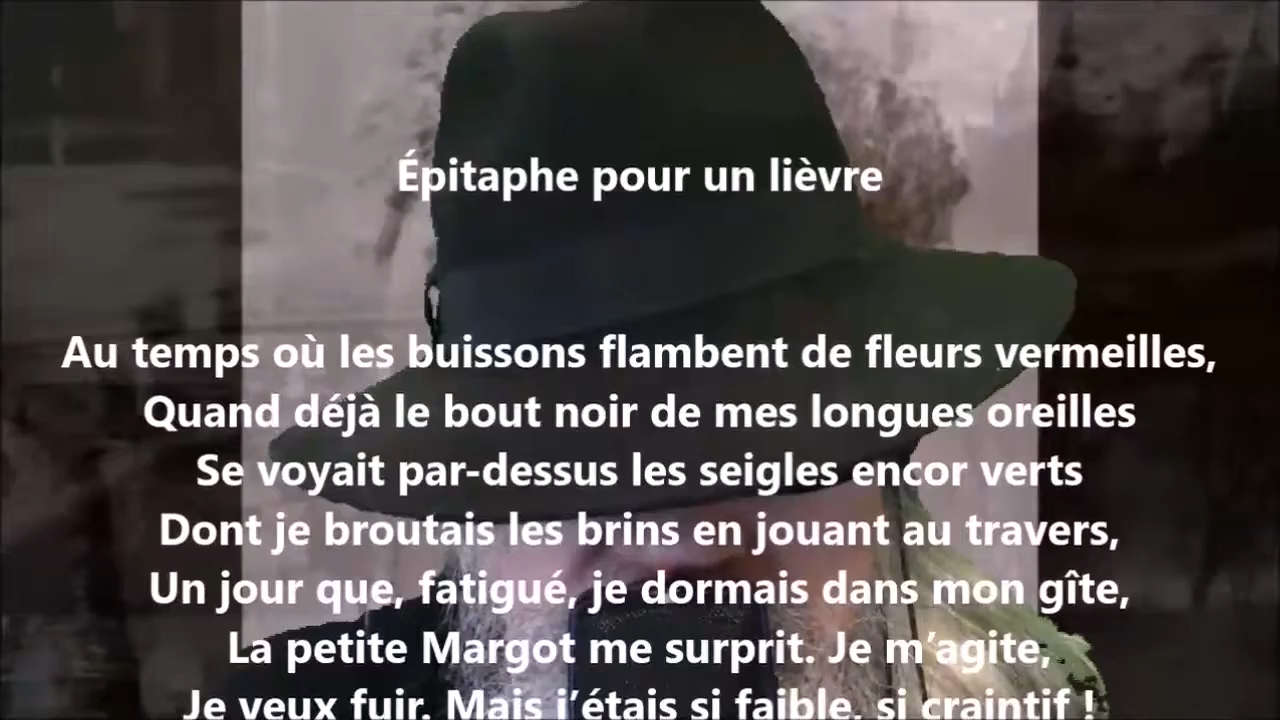 Épitaphe pour un lièvre
Au temps où les buissons flambent de fleurs vermeilles,
Quand déjà le bout noir de mes longues oreilles
Se voyait par-dessus les seigles encor verts
Dont je broutais les brins en jouant au travers,
Un jour que, fatigué, je dormais dans mon gîte,
La petite Margot me surprit. Je m’agite,
Je veux fuir. Mais j’étais si faible, si craintif !